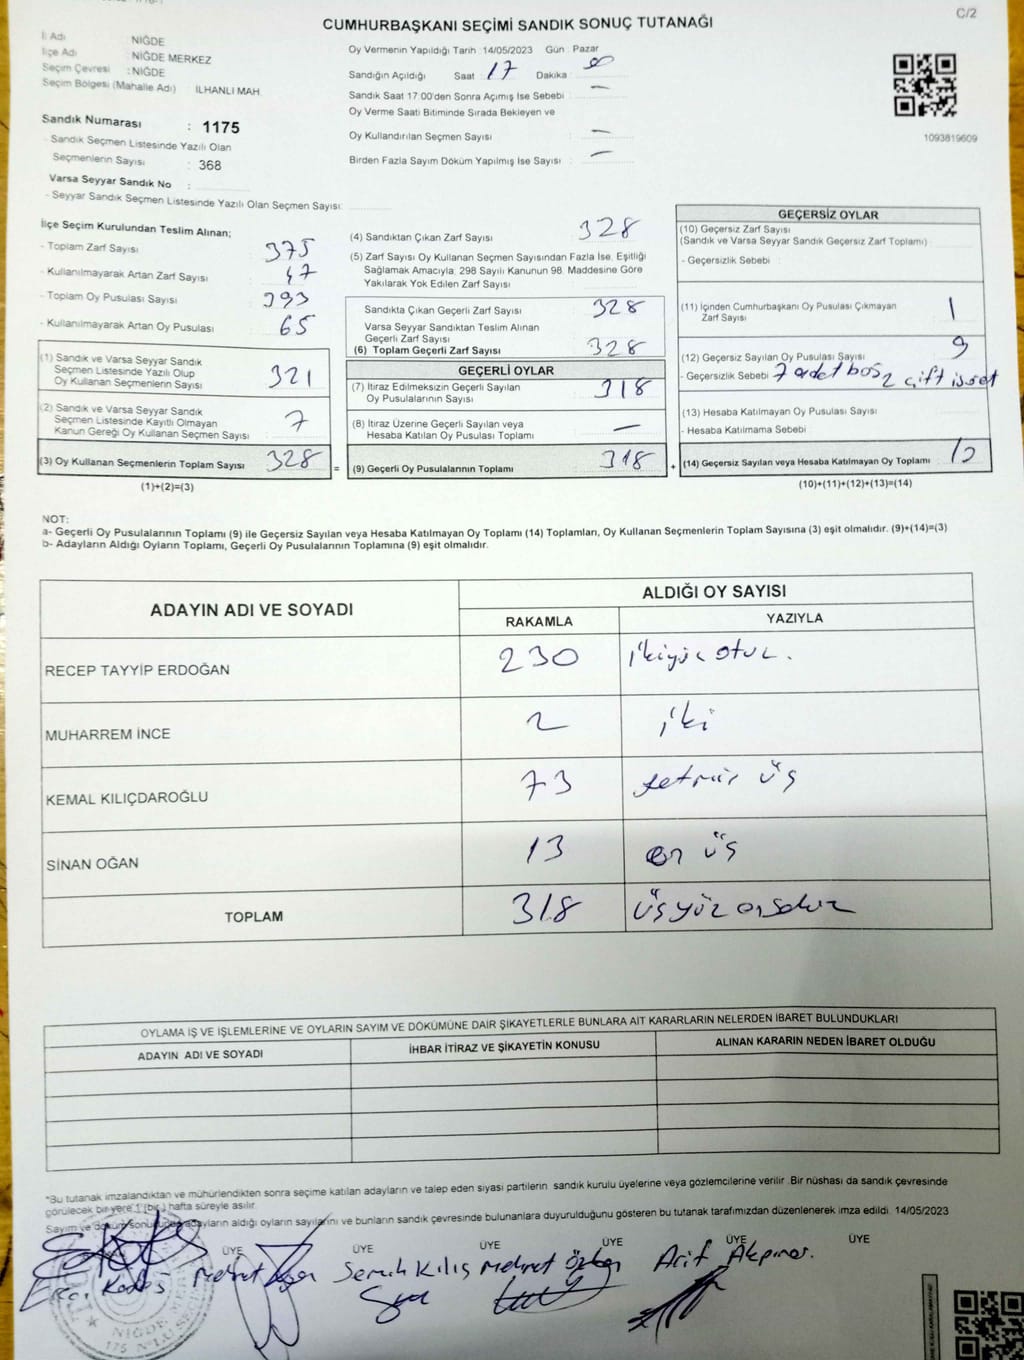 CUMHURBAŞKANI SEÇİMİ SANDIK SONUÇ TUTANAĞI
C/2
İl Adı NİĞDE
İlçe Adı NİĞDE MERKEZ
Seçim Çevresi : NİĞDE
Seçim Bölgesi (Mahalle Adı) İLHANLI MAH.
Sandık Numarası : 1175
- Sandık Seçmen Listesinde Yazılı Olan
Seçmenlerin Sayısı : 368
Varsa Seyyar Sandık No :
- Seyyar Sandık Seçmen Listesinde Yazılı Olan Seçmen Sayısı:
Oy Vermenin Yapıldığı Tarih :14/05/2023 Gün : Pazar
Sandığın Açıldığı Saat : 17 Dakika : 00
Sandık Saat 17:00'den Sonra Açımış İse Sebebi : —
Oy Verme Saati Bitiminde Sırada Bekleyen ve
Oy Kullandırılan Seçmen Sayısı : —
Birden Fazla Sayım Döküm Yapılmış İse Sayısı : —
1093819609
İlçe Seçim Kurulundan Teslim Alınan;
- Toplam Zarf Sayısı : 375
- Kullanılmayarak Artan Zarf Sayısı : 47
- Toplam Oy Pusulası Sayısı : 393
- Kullanılmayarak Artan Oy Pusulası : 65
(1) Sandık ve Varsa Seyyar Sandık
Seçmen Listesinde Yazılı Olup
Oy Kullanan Seçmenlerin Sayısı : 321
(2) Sandık ve Varsa Seyyar Sandık
Seçmen Listesinde Kayıtlı Olmayan
Kanun Gereği Oy Kullanan Seçmen Sayısı : 7
(3) Oy Kullanan Seçmenlerin Toplam Sayısı : 328
(1)+(2)=(3)
(4) Sandıktan Çıkan Zarf Sayısı : 328
(5) Zarf Sayısı Oy Kullanan Seçmen Sayısından Fazla İse, Eşitliği
Sağlamak Amacıyla; 298 Sayılı Kanunun 98. Maddesine Göre
Yakılarak Yok Edilen Zarf Sayısı :
Sandıkta Çıkan Geçerli Zarf Sayısı : 328
Varsa Seyyar Sandıktan Teslim Alınan
Geçerli Zarf Sayısı :
(6) Toplam Geçerli Zarf Sayısı : 328
GEÇERLİ OYLAR
(7) İtiraz Edilmeksizin Geçerli Sayılan
Oy Pusulalarının Sayısı : 318
(8) İtiraz Üzerine Geçerli Sayılan veya
Hesaba Katılan Oy Pusulası Toplamı : —
= (9) Geçerli Oy Pusulalarının Toplamı : 318
GEÇERSİZ OYLAR
(10) Geçersiz Zarf Sayısı
(Sandık ve Varsa Seyyar Sandık Geçersiz Zarf Toplamı) :
- Geçersizlik Sebebi :
(11) İçinden Cumhurbaşkanı Oy Pusulası Çıkmayan
Zarf Sayısı : 1
(12) Geçersiz Sayılan Oy Pusulası Sayısı : 9
- Geçersizlik Sebebi : 7 adet boş 2 çift isset
(13) Hesaba Katılmayan Oy Pusulası Sayısı :
- Hesaba Katılmama Sebebi :
+ (14) Geçersiz Sayılan veya Hesaba Katılmayan Oy Toplamı : 10
(10)+(11)+(12)+(13)=(14)
NOT:
a- Geçerli Oy Pusulalarının Toplamı (9) ile Geçersiz Sayılan veya Hesaba Katılmayan Oy Toplamı (14) Toplamları, Oy Kullanan Seçmenlerin Toplam Sayısına (3) eşit olmalıdır. (9)+(14)=(3)
b- Adayların Aldığı Oyların Toplamı, Geçerli Oy Pusulalarının Toplamına (9) eşit olmalıdır.
ADAYIN ADI VE SOYADI ALDIĞI OY SAYISI
RAKAMLA YAZIYLA
RECEP TAYYİP ERDOĞAN 230 ikiyüz otuz.
MUHARREM İNCE 2 iki
KEMAL KILIÇDAROĞLU 73 yetmiş üş
SİNAN OĞAN 13 on üş
TOPLAM 318 üşyüz onsekiz
OYLAMA İŞ VE İŞLEMLERİNE VE OYLARIN SAYIM VE DÖKÜMÜNE DAİR ŞİKAYETLERLE BUNLARA AİT KARARLARIN NELERDEN İBARET BULUNDUKLARI
ADAYIN ADI VE SOYADI İHBAR İTİRAZ VE ŞİKAYETİN KONUSU ALINAN KARARIN NEDEN İBARET OLDUĞU
*Bu tutanak imzalandıktan ve mühürlendikten sonra seçime katılan adayların ve talep eden siyasi partilerin sandık kurulu üyelerine veya gözlemcilerine verilir. Bir nüshası da sandık çevresinde
görülecek bir yere 1 (bir) hafta süreyle asılır.
Sayım ve döküm sonucunda adayların aldığı oyların sayılarını ve bunların sandık çevresinde bulunanlara duyurulduğunu gösteren bu tutanak tarafımızdan düzenlenerek imza edildi. 14/05/2023
ÜYE ÜYE ÜYE ÜYE ÜYE ÜYE
Mehmet Semih Kılış Mehmet Özkan Arif Akpınar.
NİĞDE